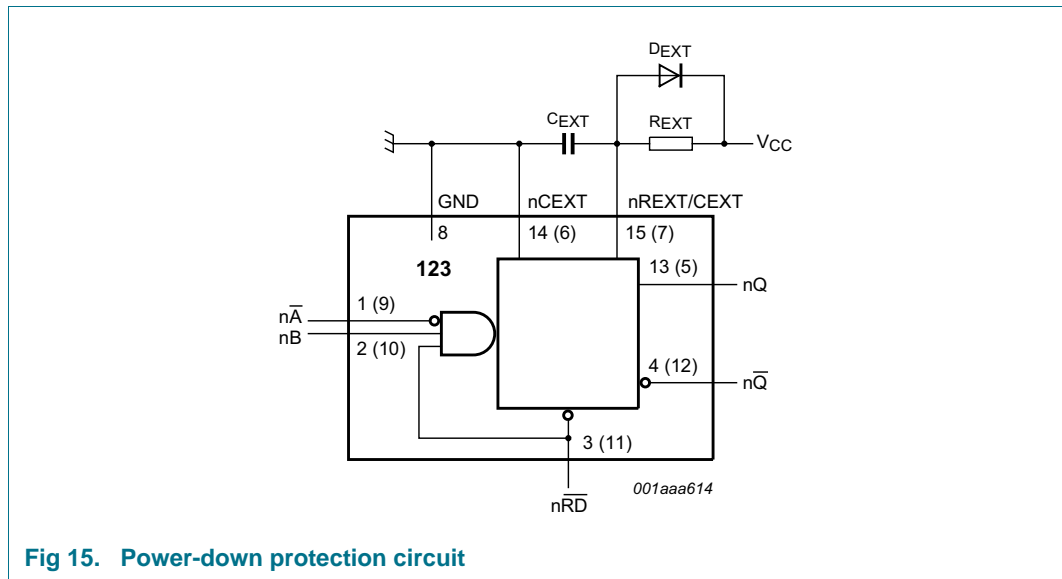 DEXT
CEXT
REXT
VCC
GND
nCEXT
nREXT/CEXT
8
14 (6)
15 (7)
123
13 (5)
nQ
1 (9)
nA̅
nB
2 (10)
4 (12)
nQ̅
3 (11)
001aaa614
nR̅D̅
Fig 15. Power-down protection circuit